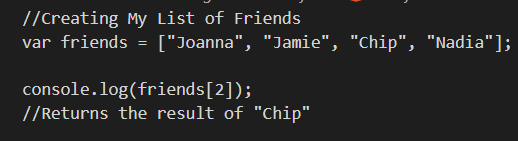 //Creating My List of Friends
var friends = ["Joanna", "Jamie", "Chip", "Nadia"];
console.log(friends[2]);
//Returns the result of "Chip"